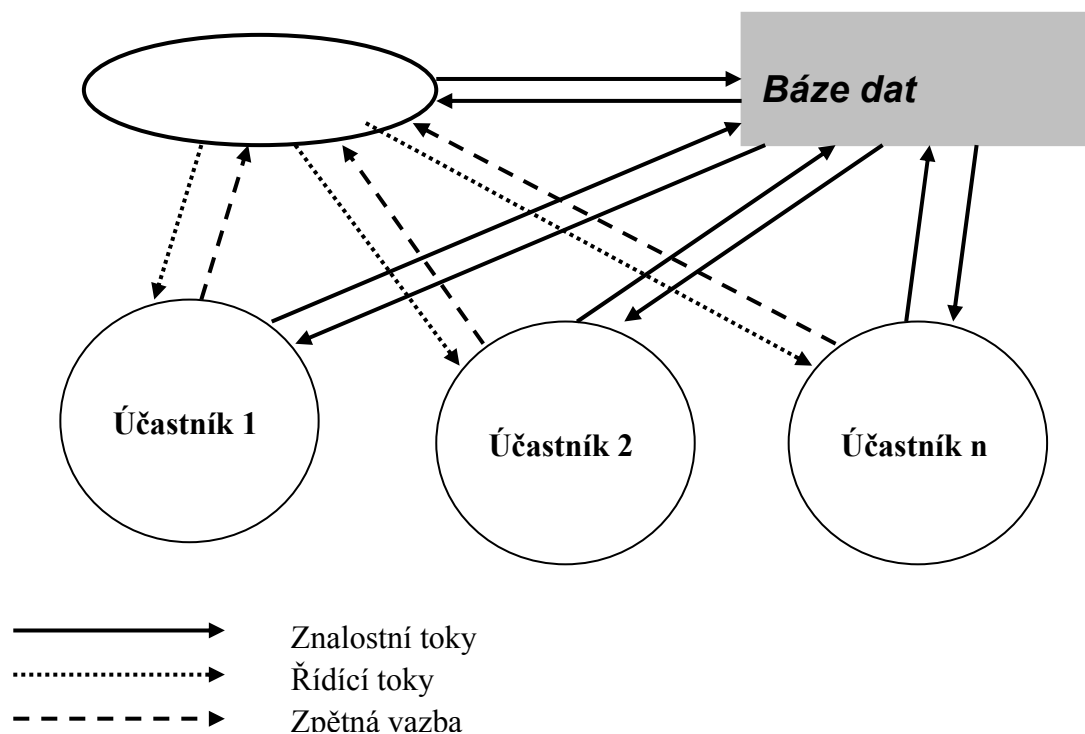 Báze dat
Účastník 1
Účastník 2
Účastník n
Znalostní toky
Řídící toky
Zpětná vazba